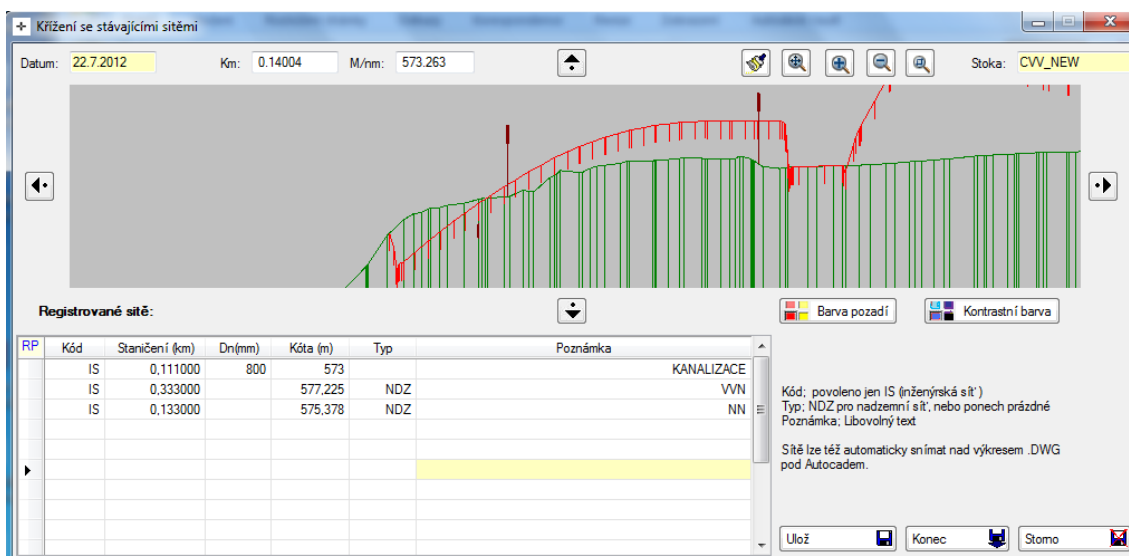 Křížení se stávajícími sítěmi
Datum: 22.7.2012 Km: 0.14004 M/nm: 573.263 Stoka: CVV_NEW
Registrované sítě: Barva pozadí Kontrastní barva
RP Kód Staničení (km) Dn(mm) Kóta (m) Typ Poznámka
IS 0,111000 800 573 KANALIZACE
IS 0,333000 577,225 NDZ VVN
IS 0,133000 575,378 NDZ NN
Kód; povoleno jen IS (inženýrská síť )
Typ; NDZ pro nadzemní síť, nebo ponech prázdné
Poznámka; Libovolný text
Sítě lze též automaticky snímat nad výkresem .DWG
pod Autocadem.
Ulož Konec Storno